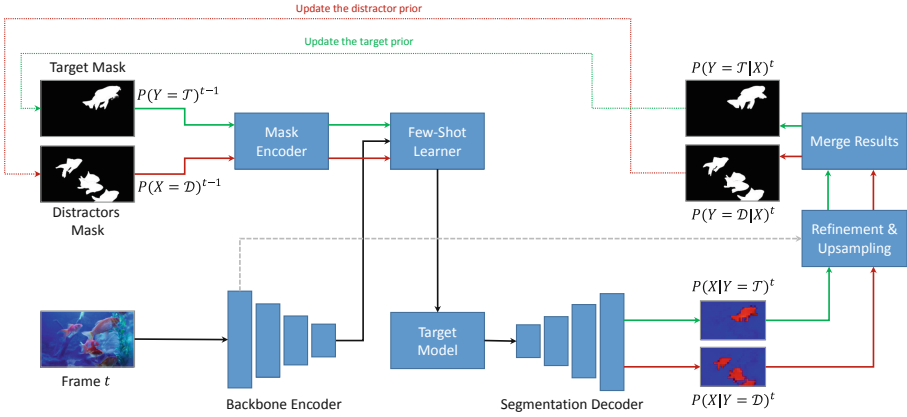 Update the distractor prior
Update the target prior
Target Mask
P(Y = 𝒯)^{t−1}
P(X = 𝒟)^{t−1}
Distractors
Mask
Mask
Encoder
Few-Shot
Learner
P(Y = 𝒯|X)^t
P(Y = 𝒟|X)^t
Merge Results
Refinement &
Upsampling
Frame t
Backbone Encoder
Target
Model
Segmentation Decoder
P(X|Y = 𝒯)^t
P(X|Y = 𝒟)^t